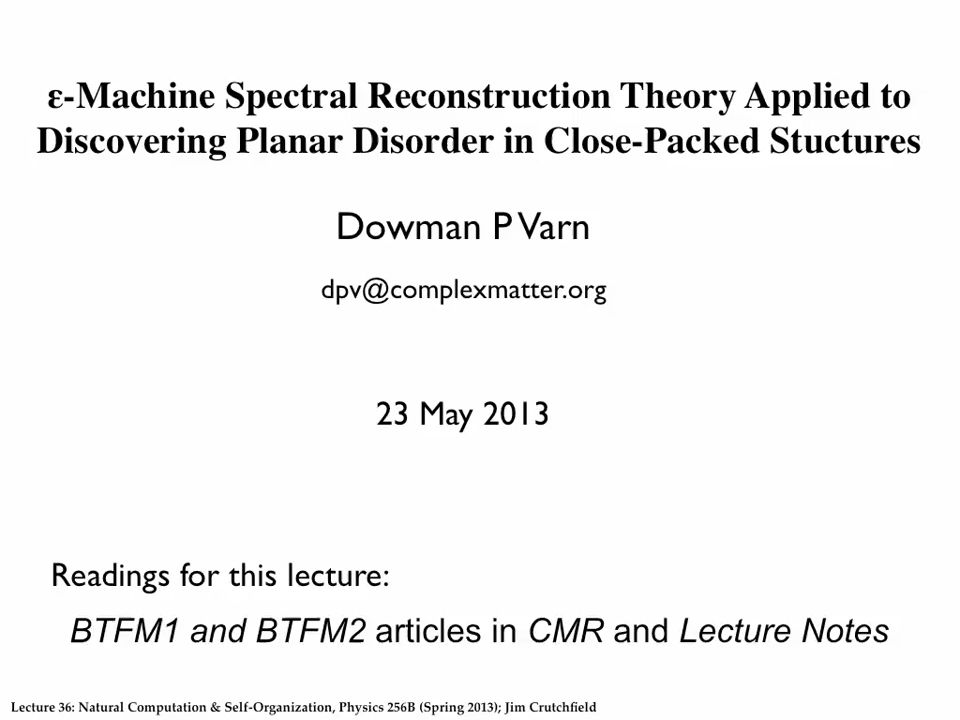 ε-Machine Spectral Reconstruction Theory Applied to
Discovering Planar Disorder in Close-Packed Stuctures
Dowman P Varn
dpv@complexmatter.org
23 May 2013
Readings for this lecture:
BTFM1 and BTFM2 articles in CMR and Lecture Notes
Lecture 36: Natural Computation & Self-Organization, Physics 256B (Spring 2013); Jim Crutchfield